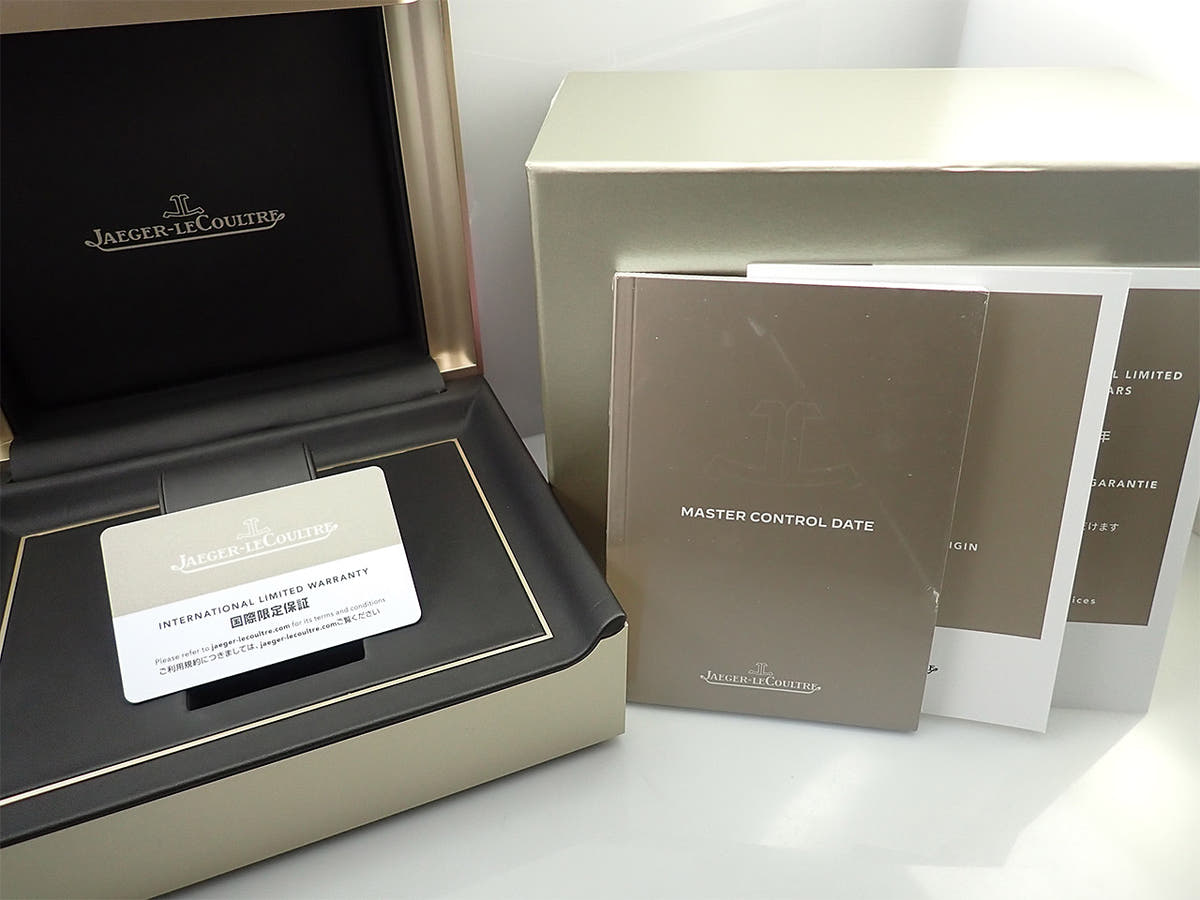 JAEGER-LECOULTRE
JAEGER-LECOULTRE
INTERNATIONAL LIMITED WARRANTY
国際限定保証
Please refer to jaeger-lecoultre.com for its terms and conditions
ご利用規約につきましては、jaeger-lecoultre.comご覧ください
MASTER CONTROL DATE
JAEGER-LECOULTRE
IGIN
L LIMITED
ARS
年
GARANTIE
だけます
ices